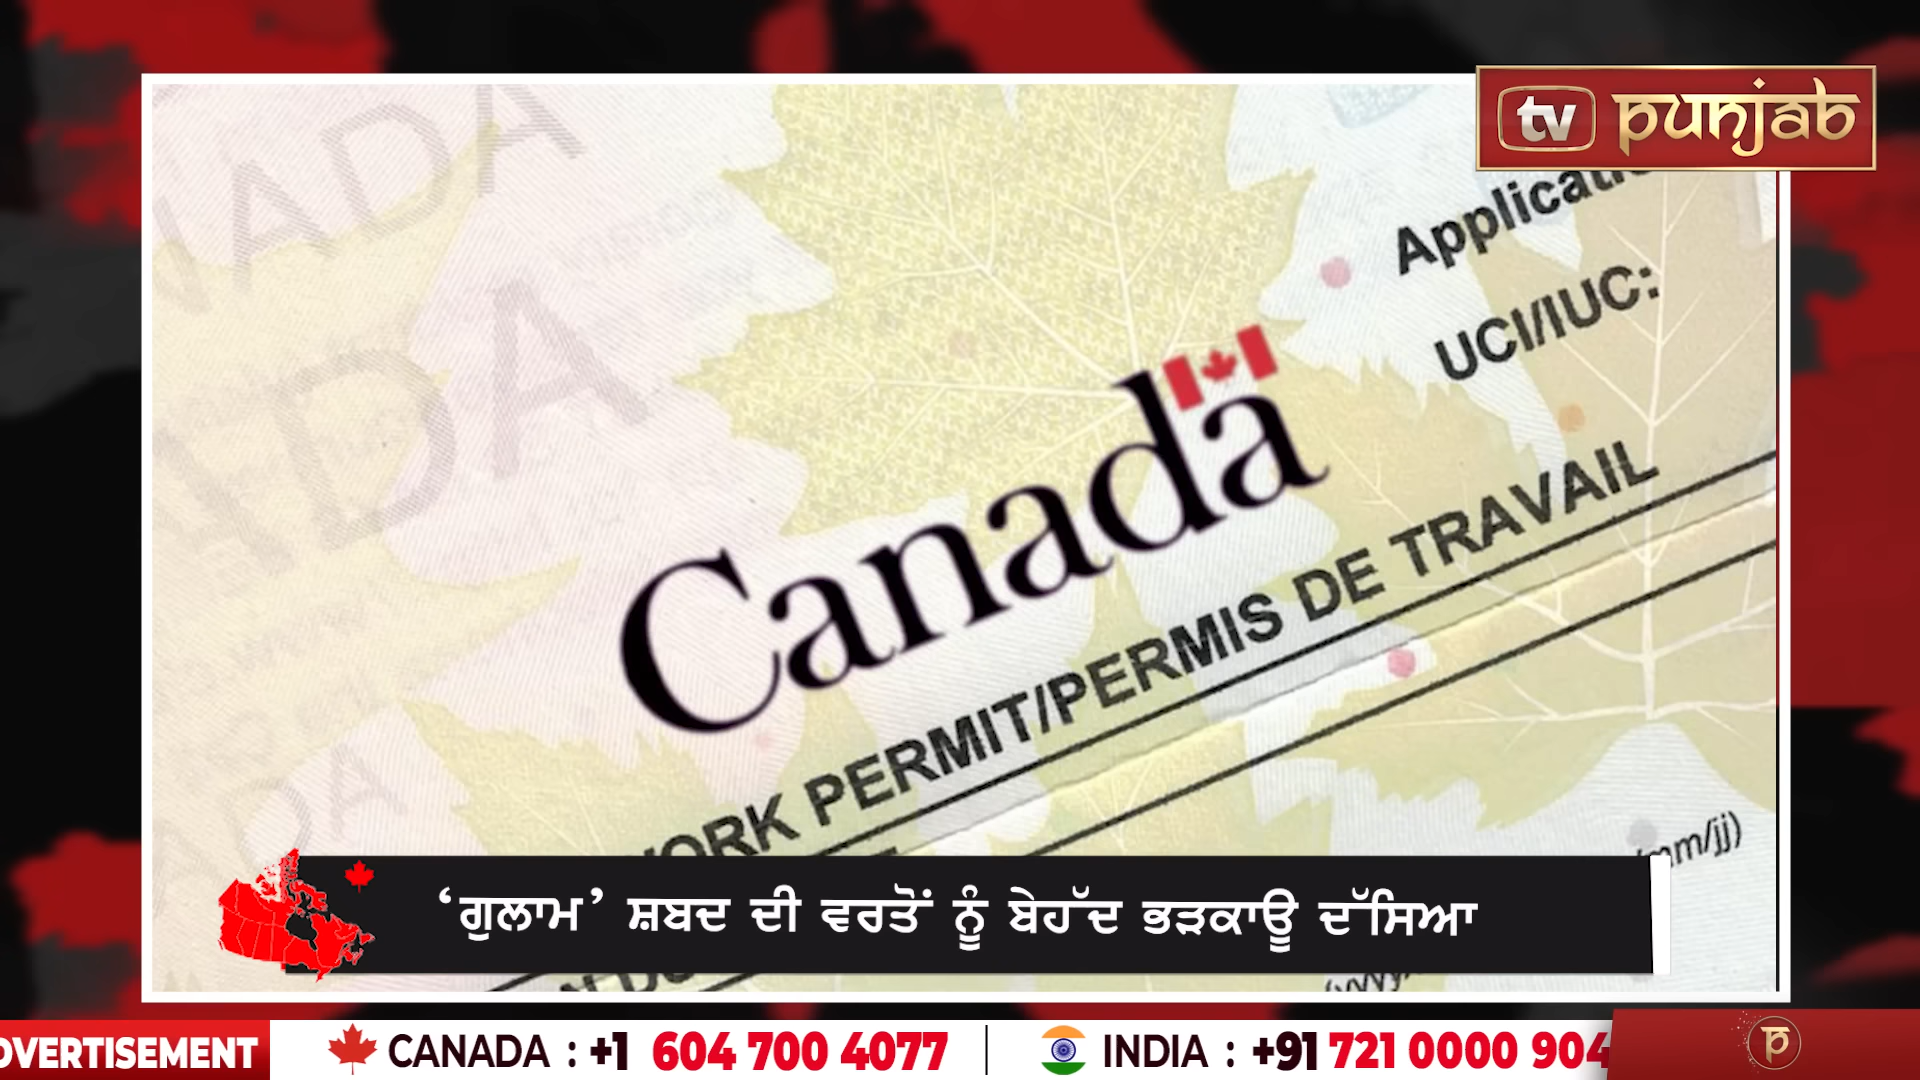 tv punjab
CANADA
UCI/IUC:
Canada
WORK PERMIT/PERMIS DE TRAVAIL
‘ਗੁਲਾਮ’ ਸ਼ਬਦ ਦੀ ਵਰਤੋਂ ਨੂੰ ਬੇਹੱਦ ਭੜਕਾਊ ਦੱਸਿਆ
DVERTISEMENT CANADA : +1 604 700 4077 INDIA : +91 721 0000 904